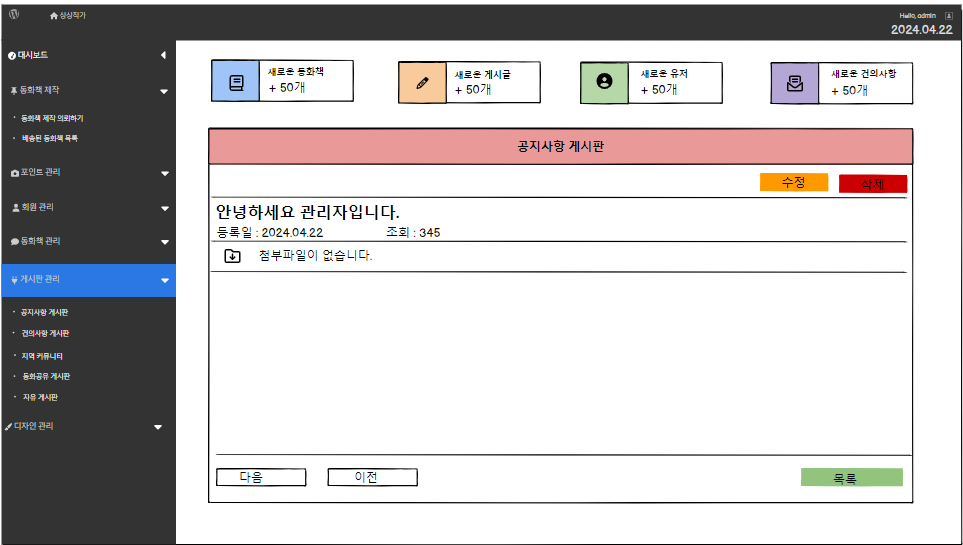 상상작가
Hello, admin
2024.04.22
대시보드
동화책 제작
· 동화책 제작 의뢰하기
· 배송된 동화책 목록
포인트 관리
회원 관리
동화책 관리
게시판 관리
· 공지사항 게시판
· 건의사항 게시판
· 지역 커뮤니티
· 동화공유 게시판
· 자유 게시판
디자인 관리
새로운 동화책
+ 50개
새로운 게시글
+ 50개
새로운 유저
+ 50개
새로운 건의사항
+ 50개
공지사항 게시판
수정
삭제
안녕하세요 관리자입니다.
등록일 : 2024.04.22 조회 : 345
첨부파일이 없습니다.
다음
이전
목록